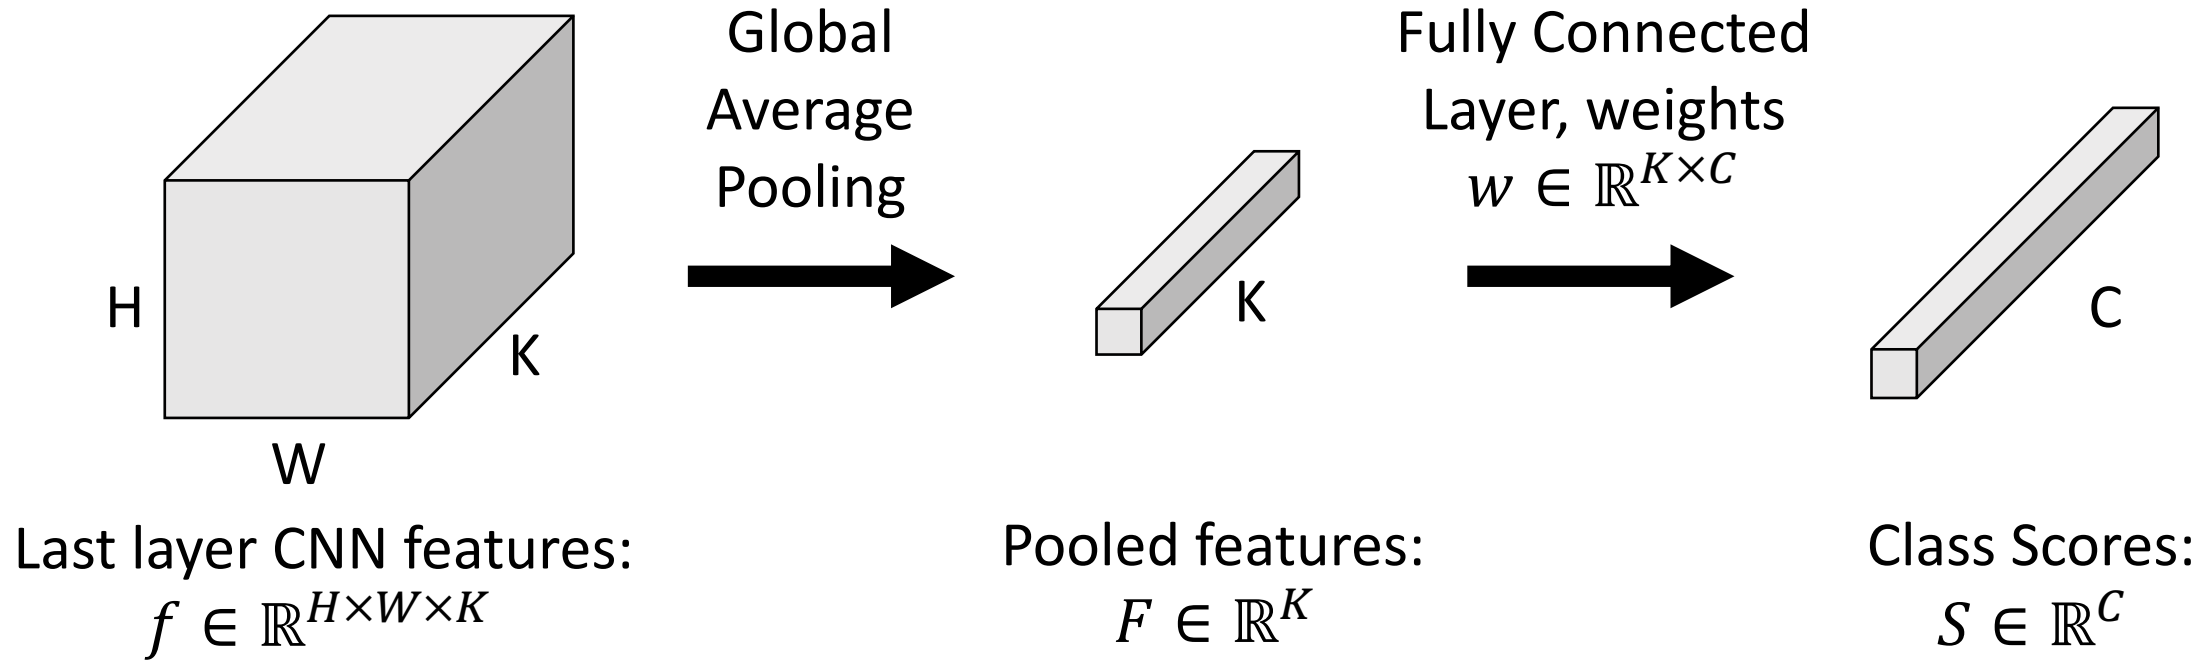 Global
Average
Pooling
Fully Connected
Layer, weights
w ∈ ℝ^{K×C}
H
W
K
K
C
Last layer CNN features:
f ∈ ℝ^{H×W×K}
Pooled features:
F ∈ ℝ^K
Class Scores:
S ∈ ℝ^C